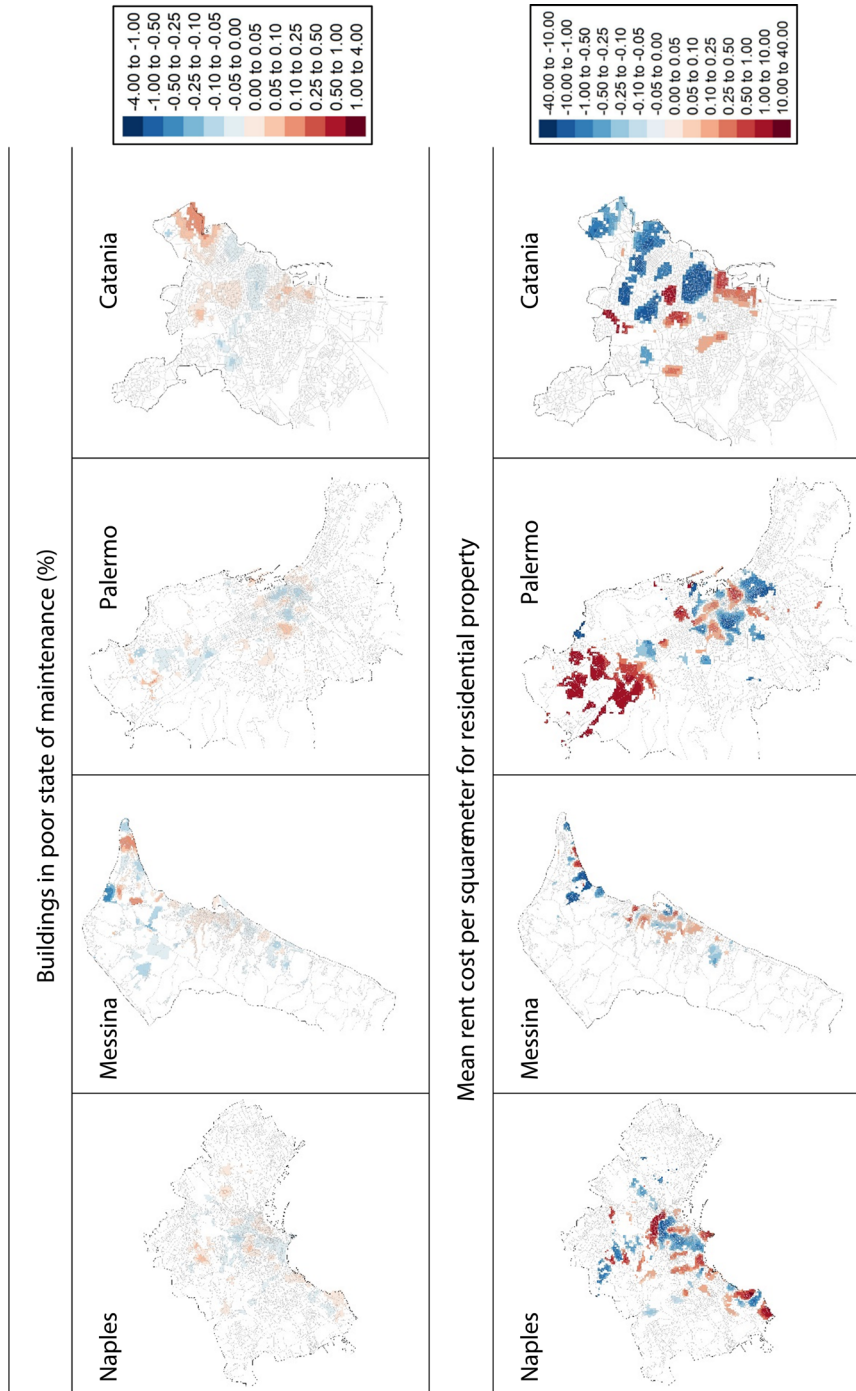 Buildings in poor state of maintenance (%)
Naples
Messina
Palermo
Catania
-4.00 to -1.00
-1.00 to -0.50
-0.50 to -0.25
-0.25 to -0.10
-0.10 to -0.05
-0.05 to 0.00
0.00 to 0.05
0.05 to 0.10
0.10 to 0.25
0.25 to 0.50
0.50 to 1.00
1.00 to 4.00
Mean rent cost per squaremeter for residential property
Naples
Messina
Palermo
Catania
-40.00 to -10.00
-10.00 to -1.00
-1.00 to -0.50
-0.50 to -0.25
-0.25 to -0.10
-0.10 to -0.05
-0.05 to 0.00
0.00 to 0.05
0.05 to 0.10
0.10 to 0.25
0.25 to 0.50
0.50 to 1.00
1.00 to 10.00
10.00 to 40.00